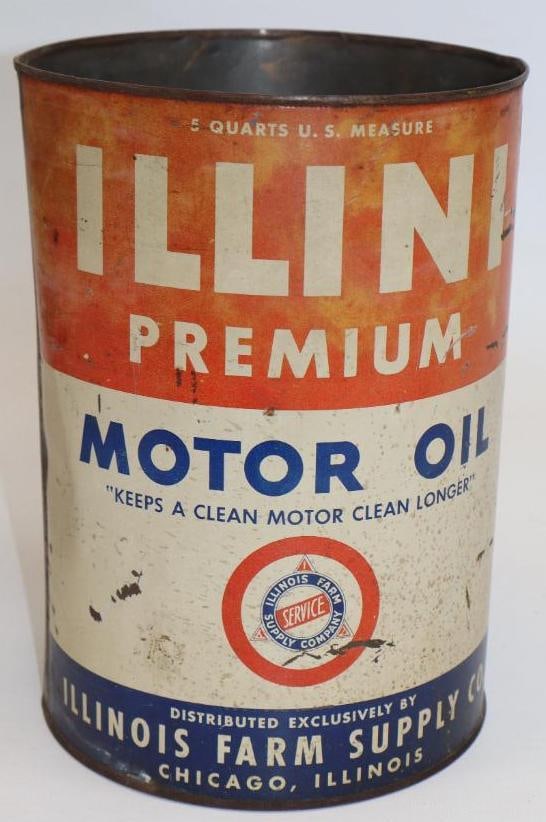 5 QUARTS U. S. MEASURE
ILLINI
PREMIUM
MOTOR OIL
"KEEPS A CLEAN MOTOR CLEAN LONGER"
ILLINOIS FARM
SERVICE
SUPPLY COMPANY
DISTRIBUTED EXCLUSIVELY BY
ILLINOIS FARM SUPPLY CO
CHICAGO, ILLINOIS